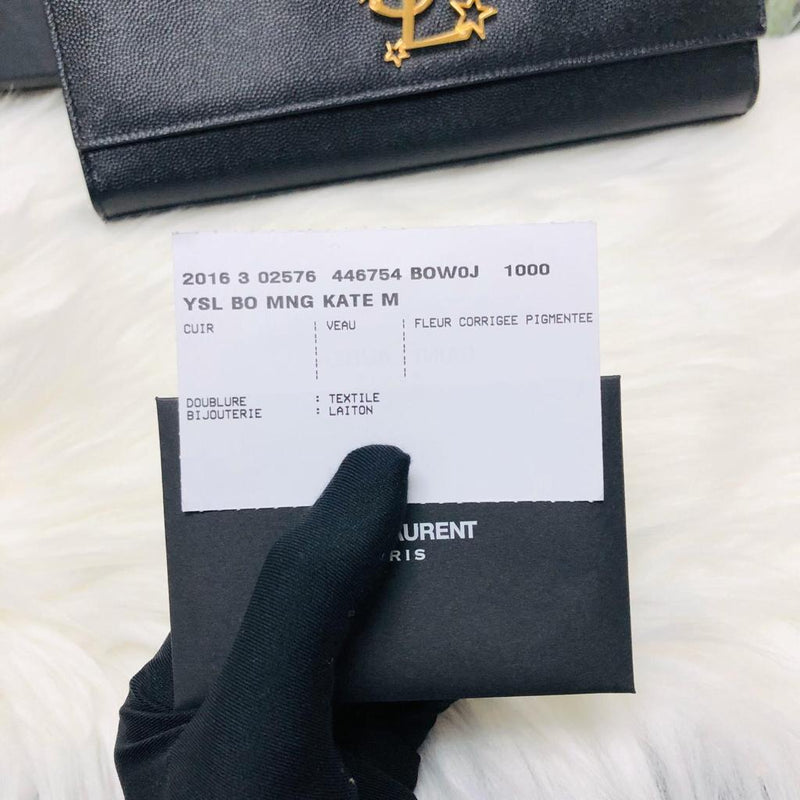 2016 3 02576 446754 BOW0J 1000
YSL BO MNG KATE M
CUIR VEAU FLEUR CORRIGEE PIGMENTEE
DOUBLURE : TEXTILE
BIJOUTERIE : LAITON
AURENT
RIS